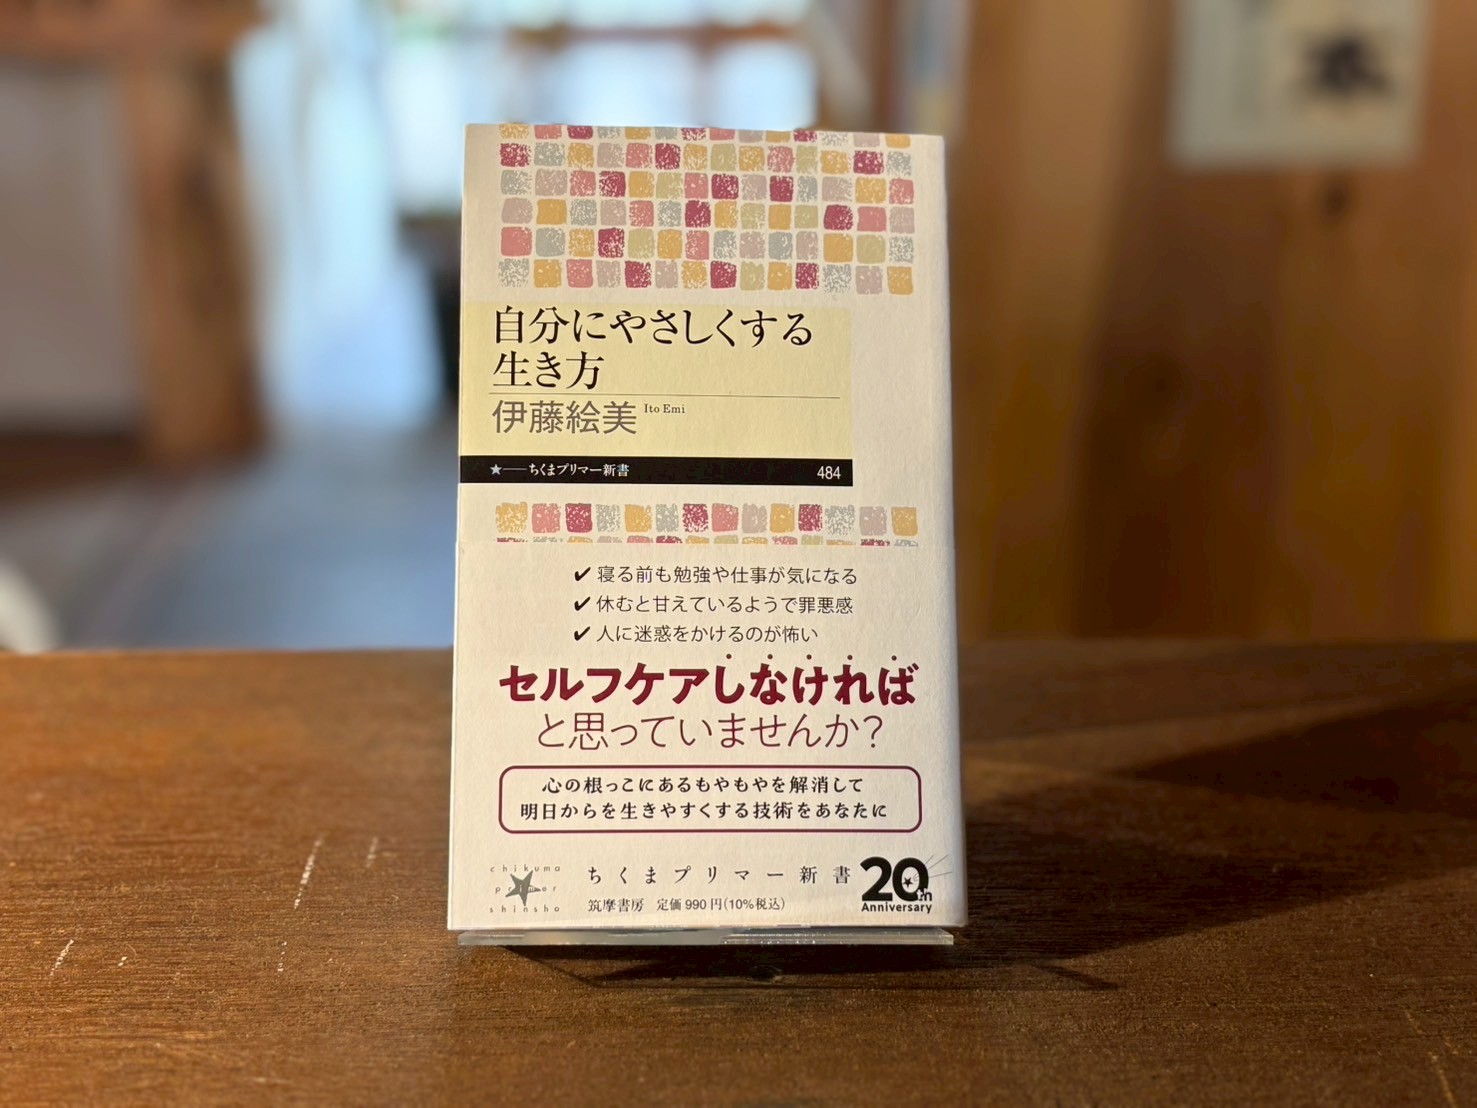 本
自分にやさしくする
生き方
伊藤絵美 Ito Emi
★──ちくまプリマー新書 484
✔ 寝る前も勉強や仕事が気になる
✔ 休むと甘えているようで罪悪感
✔ 人に迷惑をかけるのが怖い
セルフケアしなければ
と思っていませんか?
心の根っこにあるもやもやを解消して
明日からを生きやすくする技術をあなたに
chikuma
primer
shinsho
ちくまプリマー新書
筑摩書房 定価990円(10%税込)
20th
Anniversary